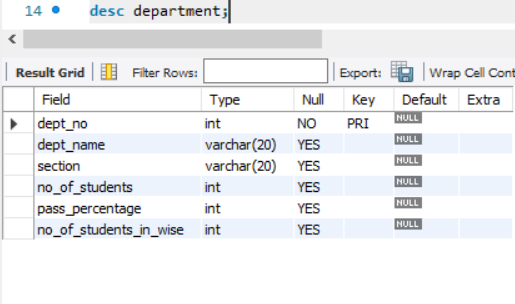 14 desc department;
Result Grid Filter Rows: Export: Wrap Cell Cont
Field Type Null Key Default Extra
dept_no int NO PRI NULL
dept_name varchar(20) YES NULL
section varchar(20) YES NULL
no_of_students int YES NULL
pass_percentage int YES NULL
no_of_students_in_wise int YES NULL